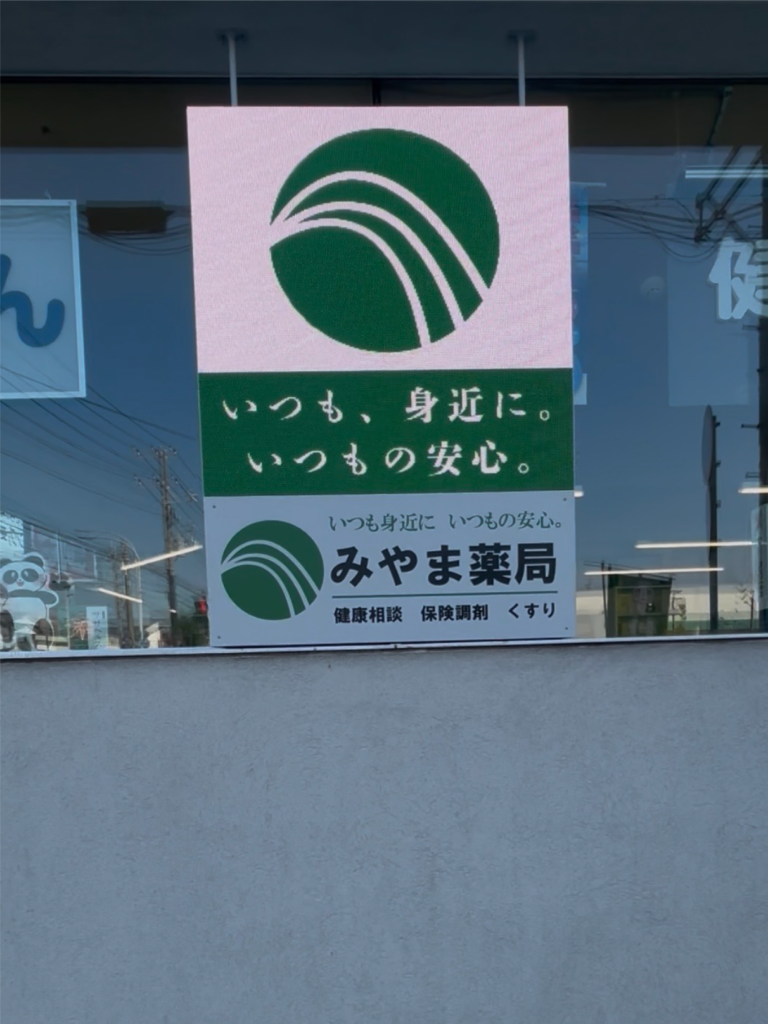 いつも、身近に。
いつもの安心。
いつも身近に いつもの安心。
みやま薬局
健康相談 保険調剤 くすり
ん
健